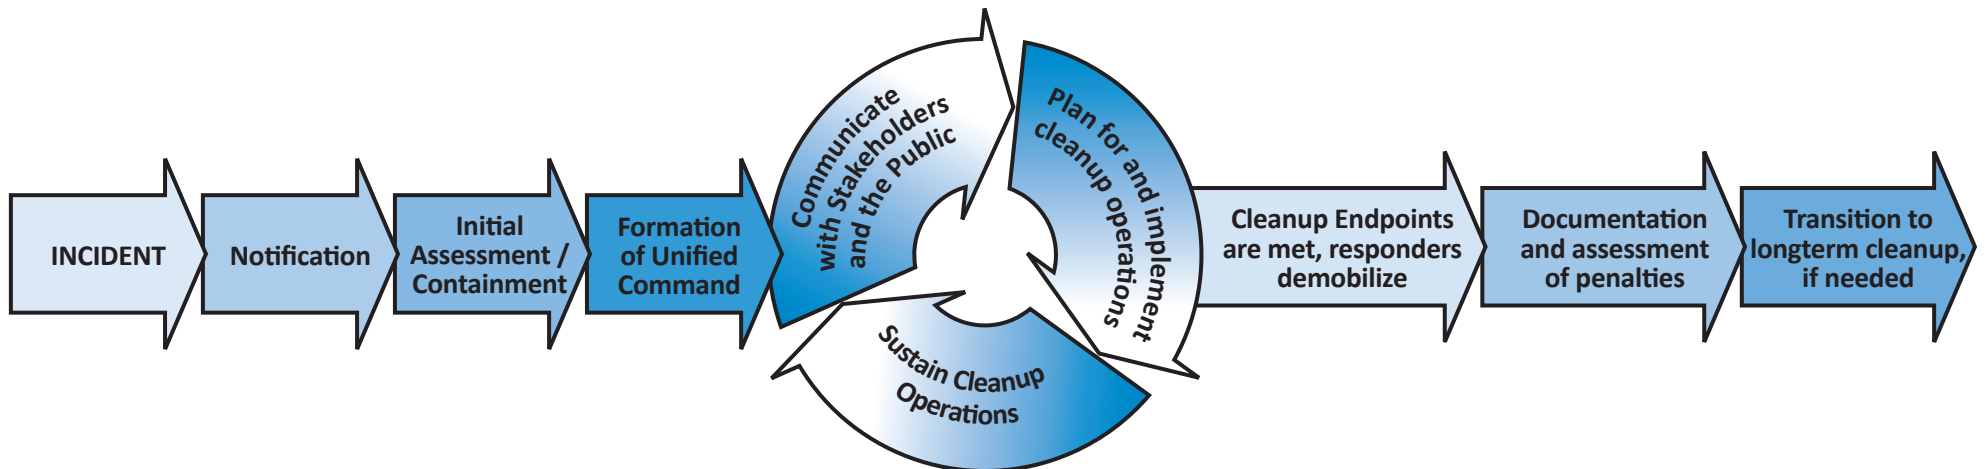 INCIDENT
Notification
Initial
Assessment /
Containment
Formation
of Unified
Command
Communicate
with Stakeholders
and the Public
Plan for and implement
cleanup operations
Sustain Cleanup
Operations
Cleanup Endpoints
are met, responders
demobilize
Documentation
and assessment
of penalties
Transition to
longterm cleanup,
if needed